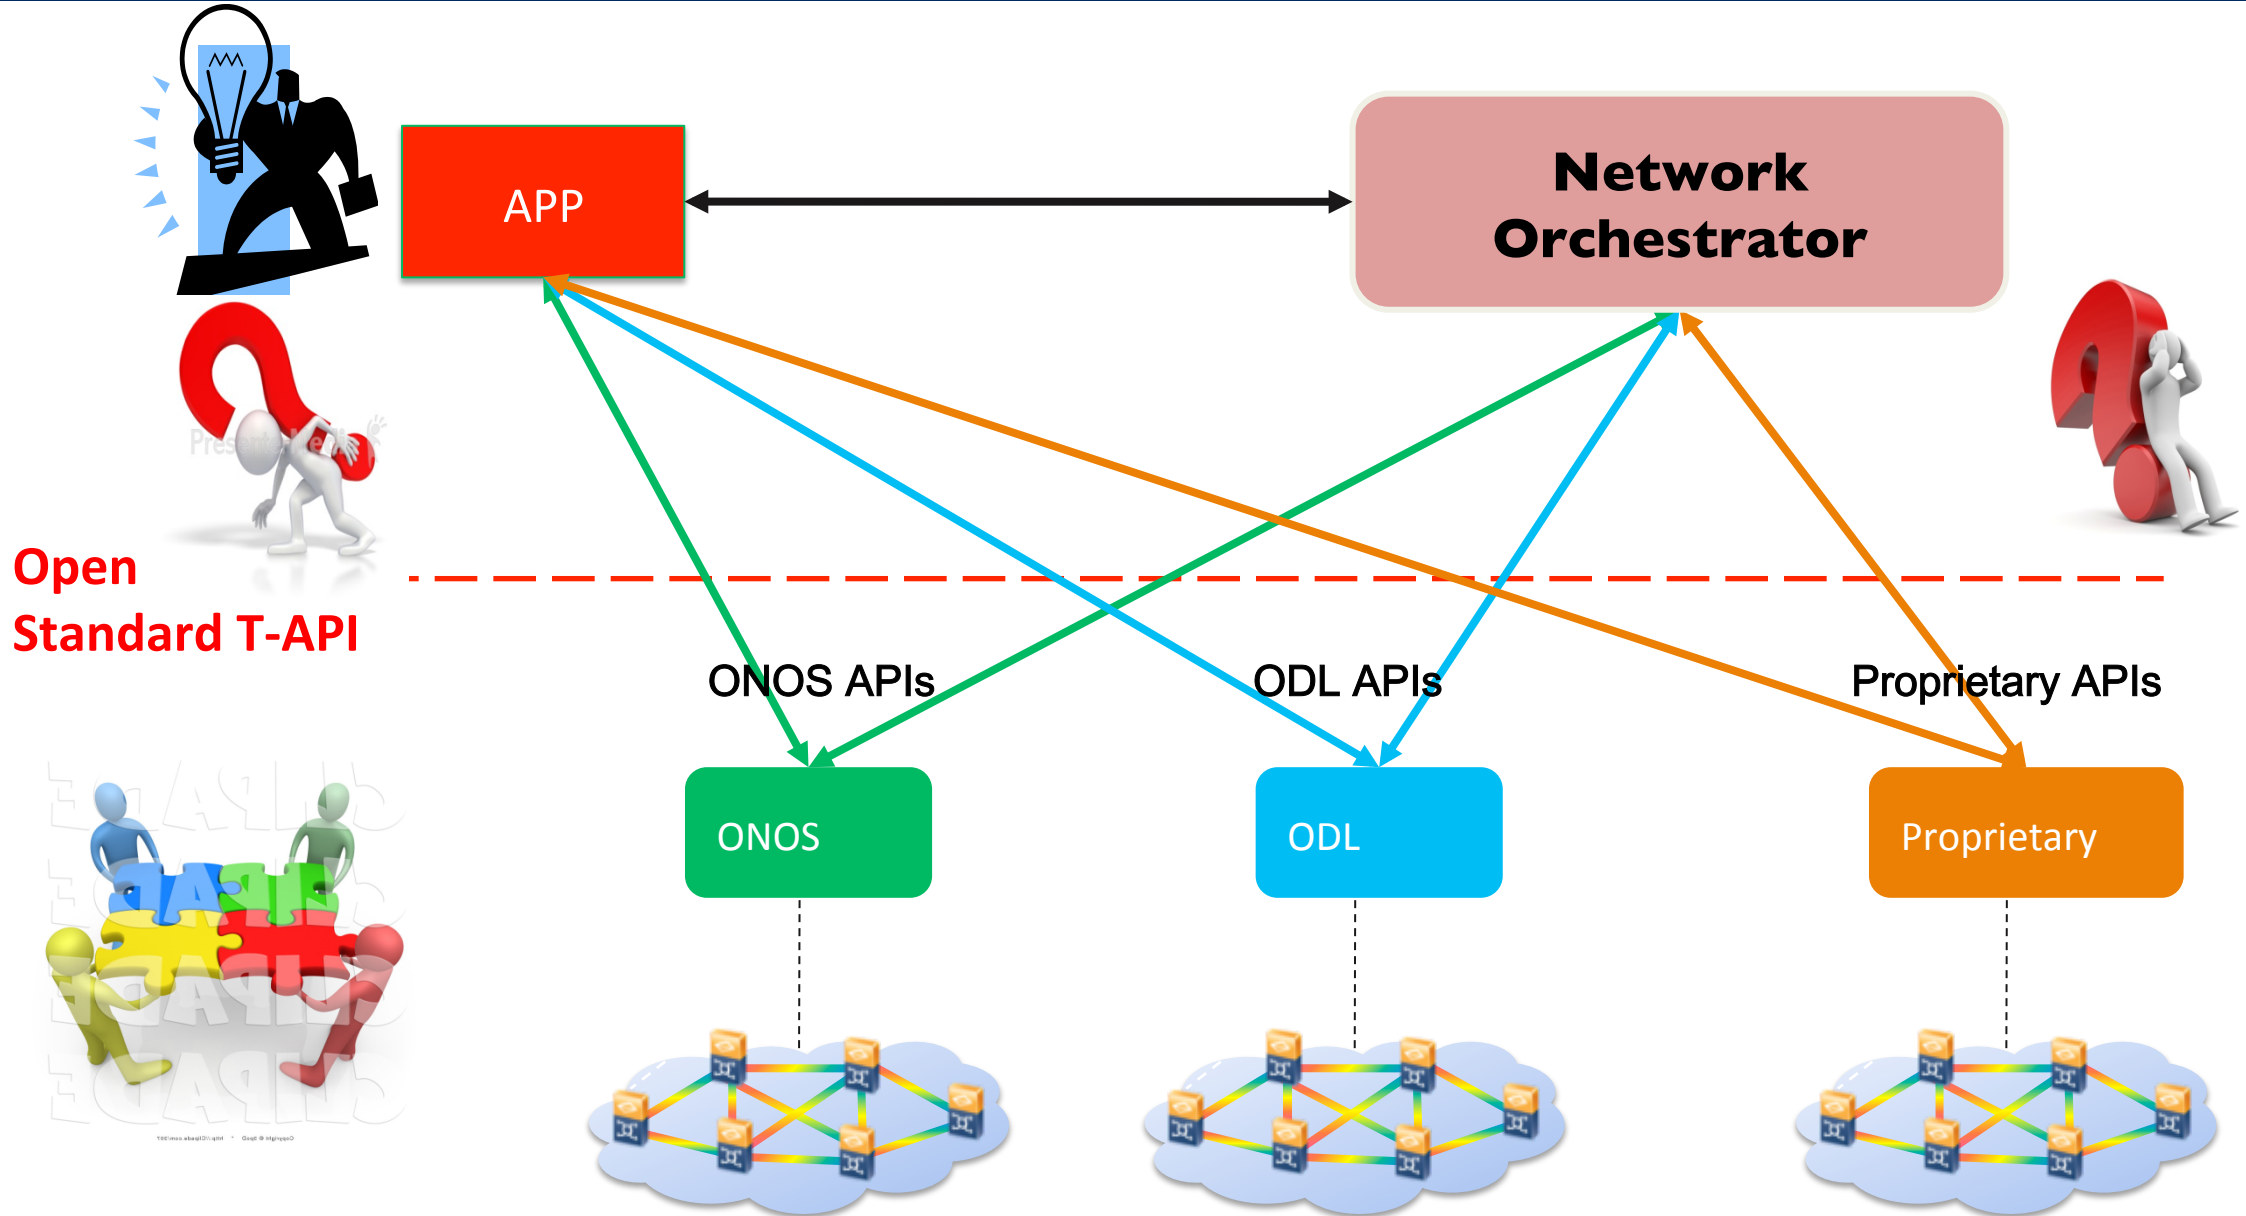 APP
Network
Orchestrator
Open
Standard T-API
ONOS APIs
ODL APIs
Proprietary APIs
ONOS
ODL
Proprietary